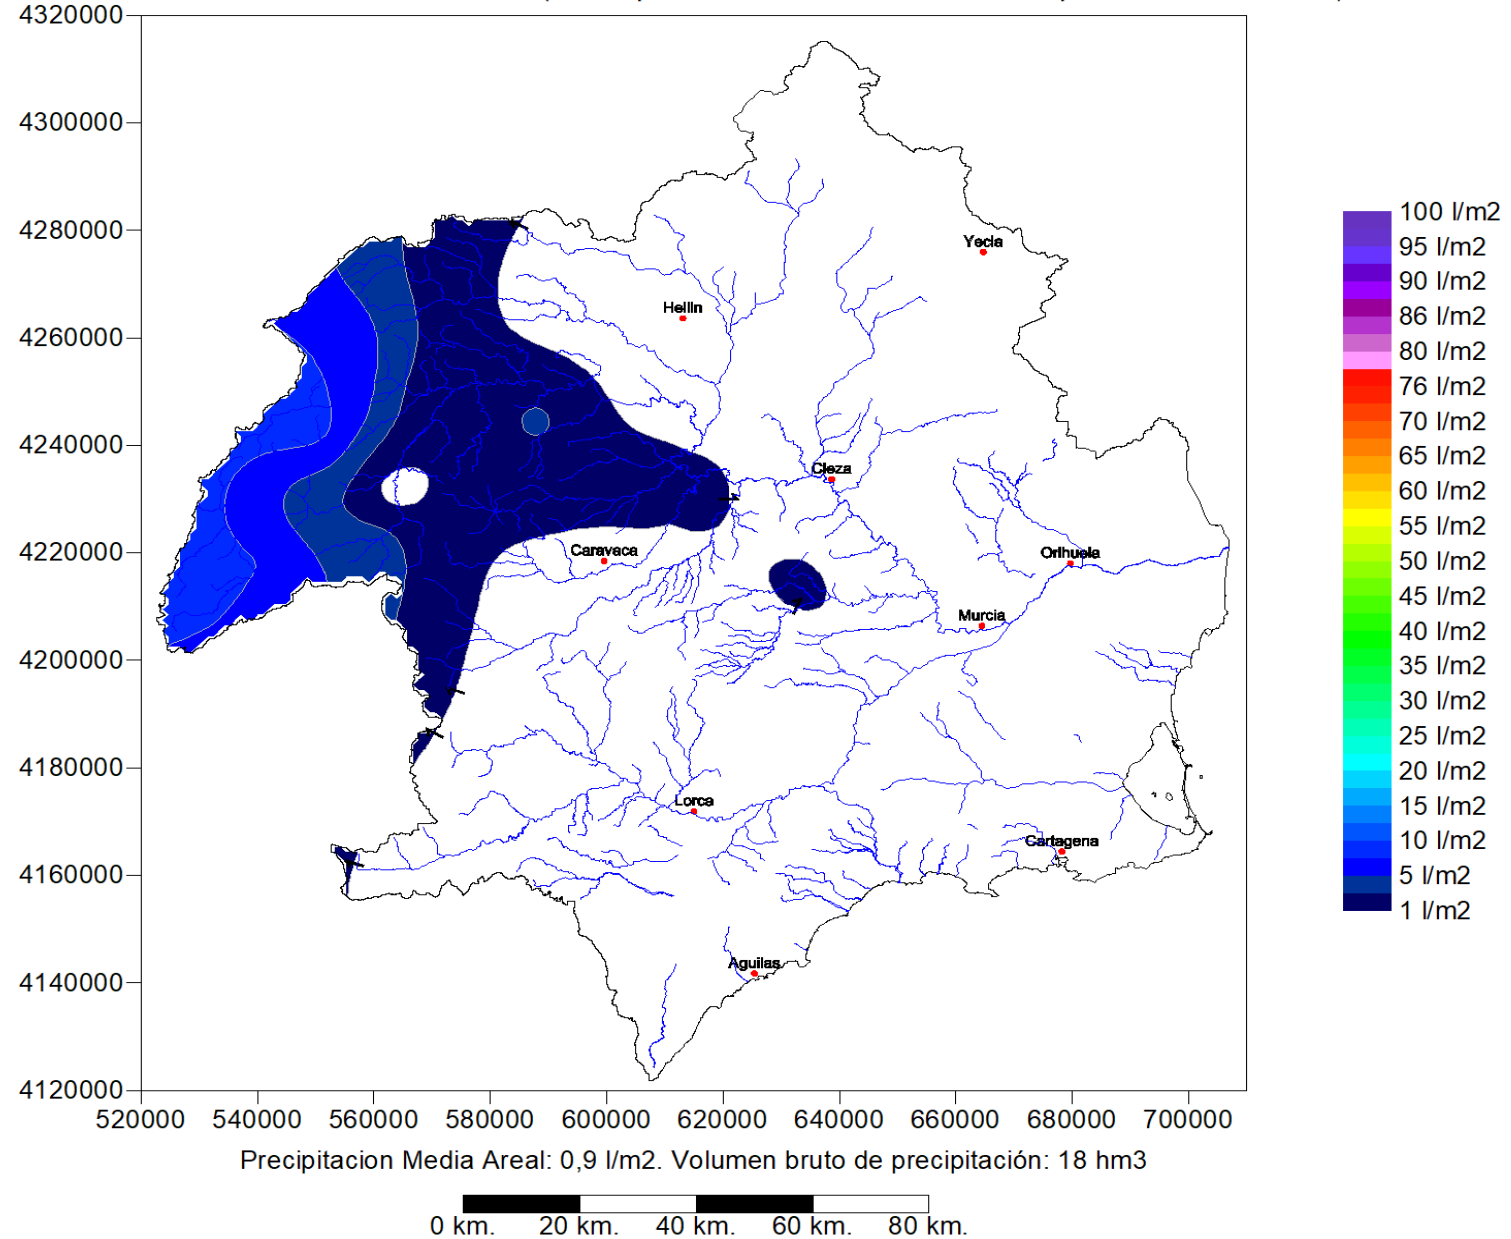 4320000
4300000
4280000
4260000
4240000
4220000
4200000
4180000
4160000
4140000
4120000
520000 540000 560000 580000 600000 620000 640000 660000 680000 700000
Yecla
Hellin
Cieza
Caravaca
Orihuela
Murcia
Lorca
Cartagena
Aguilas
100 l/m2
95 l/m2
90 l/m2
86 l/m2
80 l/m2
76 l/m2
70 l/m2
65 l/m2
60 l/m2
55 l/m2
50 l/m2
45 l/m2
40 l/m2
35 l/m2
30 l/m2
25 l/m2
20 l/m2
15 l/m2
10 l/m2
5 l/m2
1 l/m2
Precipitacion Media Areal: 0,9 l/m2. Volumen bruto de precipitación: 18 hm3
0 km. 20 km. 40 km. 60 km. 80 km.